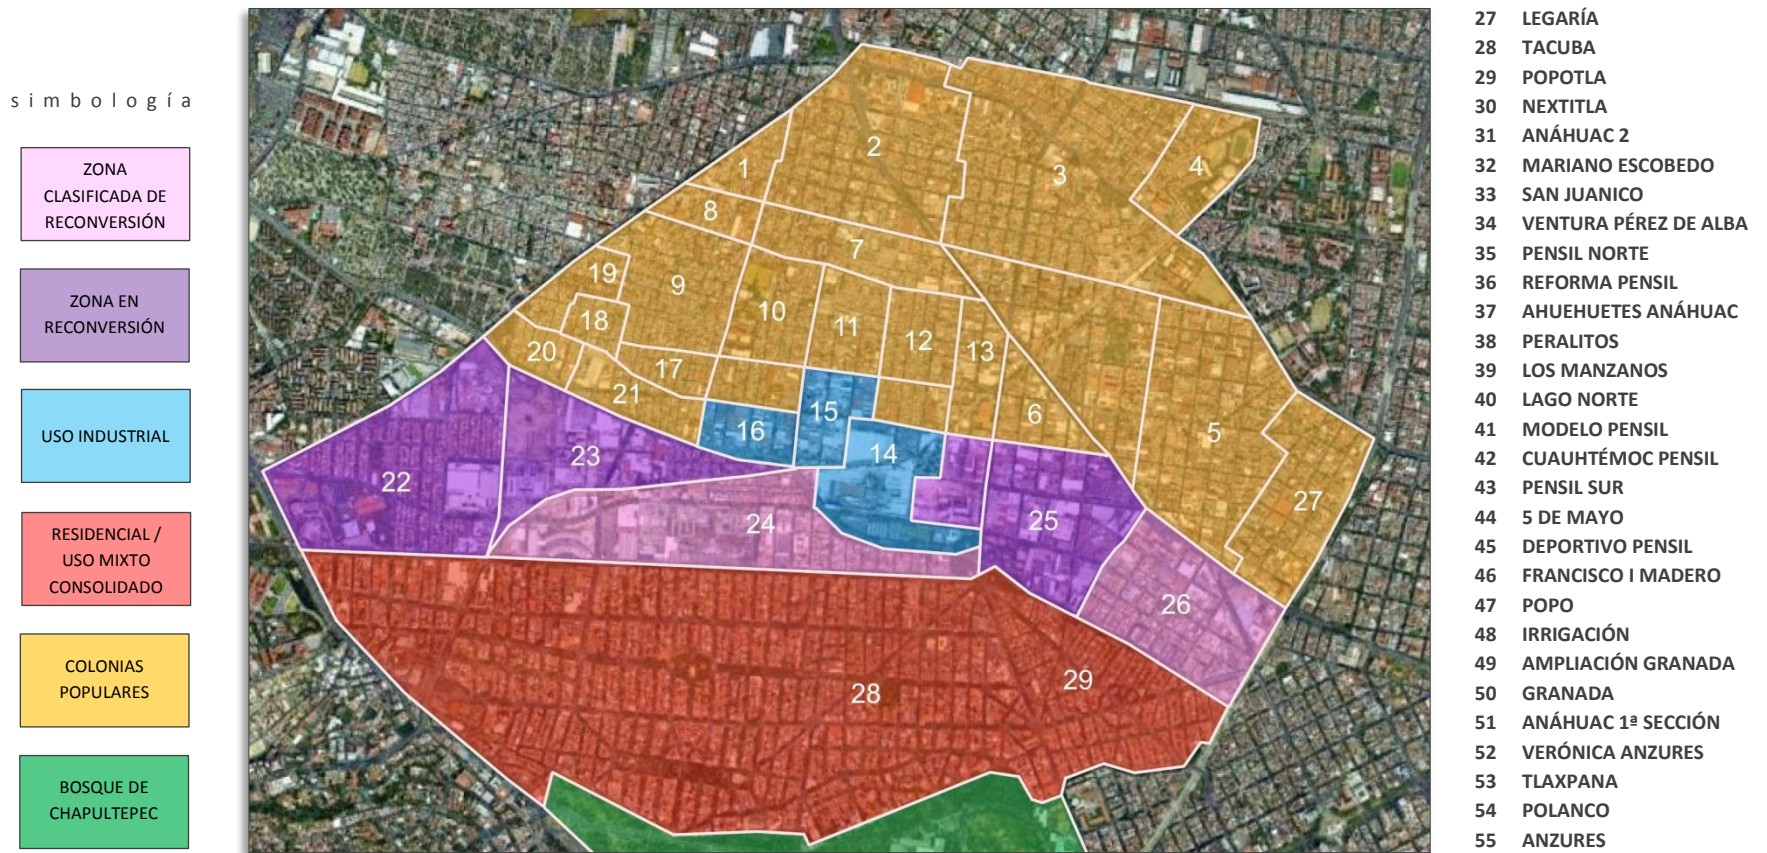 simbología
ZONA
CLASIFICADA DE
RECONVERSIÓN
ZONA EN
RECONVERSIÓN
USO INDUSTRIAL
RESIDENCIAL /
USO MIXTO
CONSOLIDADO
COLONIAS
POPULARES
BOSQUE DE
CHAPULTEPEC
1
2
3
4
8
7
19
9
18
10
11
12
13
20
17
21
6
5
15
16
14
23
22
24
25
27
26
28
29
27 LEGARÍA
28 TACUBA
29 POPOTLA
30 NEXTITLA
31 ANÁHUAC 2
32 MARIANO ESCOBEDO
33 SAN JUANICO
34 VENTURA PÉREZ DE ALBA
35 PENSIL NORTE
36 REFORMA PENSIL
37 AHUEHUETES ANÁHUAC
38 PERALITOS
39 LOS MANZANOS
40 LAGO NORTE
41 MODELO PENSIL
42 CUAUHTÉMOC PENSIL
43 PENSIL SUR
44 5 DE MAYO
45 DEPORTIVO PENSIL
46 FRANCISCO I MADERO
47 POPO
48 IRRIGACIÓN
49 AMPLIACIÓN GRANADA
50 GRANADA
51 ANÁHUAC 1ª SECCIÓN
52 VERÓNICA ANZURES
53 TLAXPANA
54 POLANCO
55 ANZURES